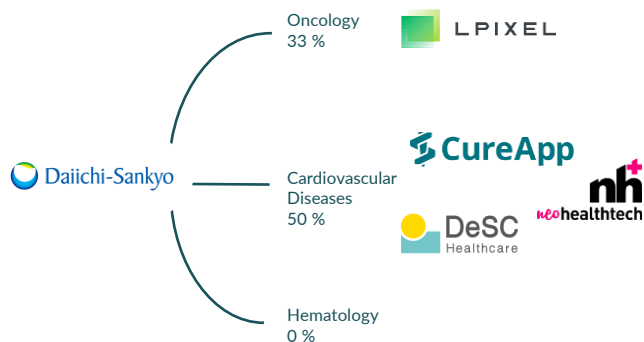 Oncology
33 %
LPIXEL
CureApp
Daiichi-Sankyo
Cardiovascular
Diseases
50 %
nh+
neohealthtech
DeSC
Healthcare
Hematology
0 %